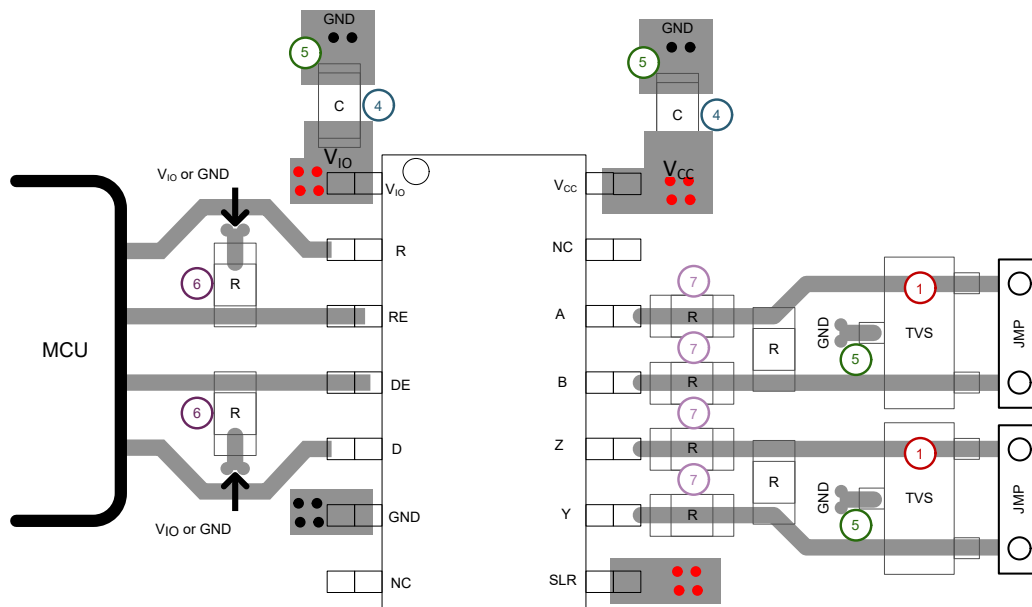 GND
GND
5
5
C
4
C
4
VIO
VCC
VIO or GND
VIO
VCC
R
NC
6
R
7
1
RE
A
R
MCU
7
R
GND
TVS
JMP
5
DE
B
R
6
R
7
D
Z
R
1
7
R
GND
TVS
JMP
VIO or GND
GND
Y
R
5
NC
SLR